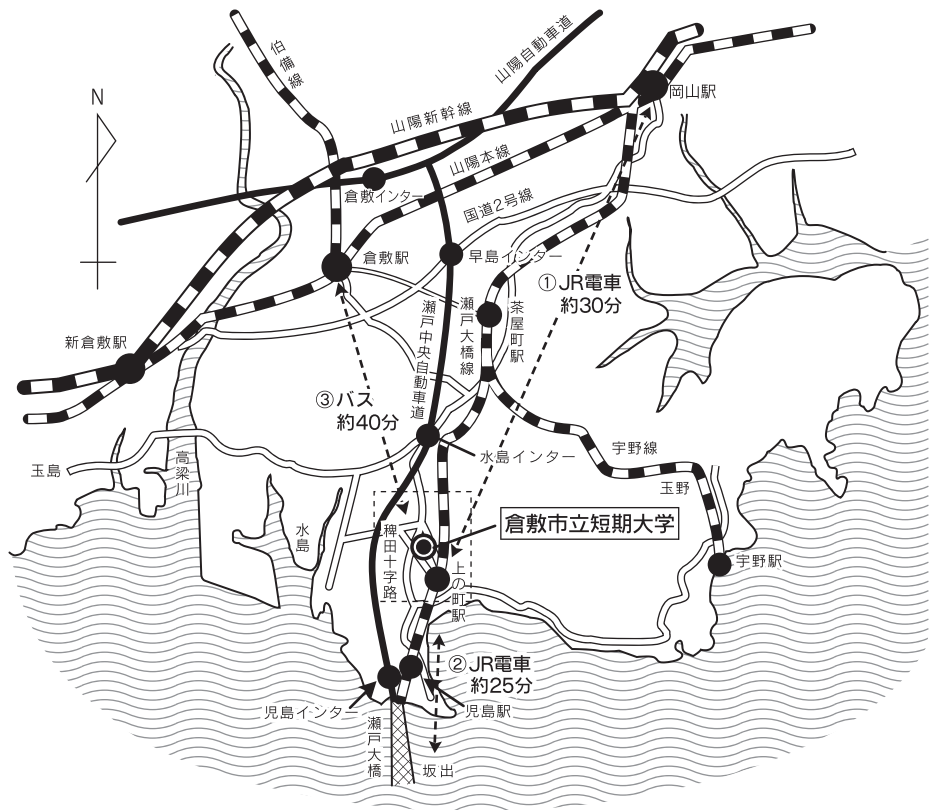 伯備線
山陽自動車道
N
岡山駅
山陽新幹線
山陽本線
倉敷インター
国道2号線
倉敷駅
早島インター
①JR電車
約30分
瀬戸中央自動車道
瀬戸大橋線
茶屋町駅
新倉敷駅
③バス
約40分
宇野線
水島インター
玉島
高梁川
玉野
水島
倉敷市立短期大学
稗田十字路
宇野駅
上の町駅
②JR電車
約25分
児島インター
児島駅
瀬戸大橋
坂出